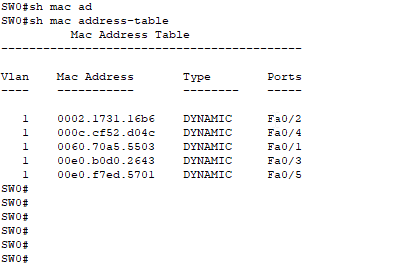 SW0#sh mac ad
SW0#sh mac address-table
          Mac Address Table
-------------------------------------------

Vlan    Mac Address       Type        Ports
----    -----------       --------    -----

   1    0002.1731.16b6    DYNAMIC     Fa0/2
   1    000c.cf52.d04c    DYNAMIC     Fa0/4
   1    0060.70a5.5503    DYNAMIC     Fa0/1
   1    00e0.b0d0.2643    DYNAMIC     Fa0/3
   1    00e0.f7ed.5701    DYNAMIC     Fa0/5
SW0#
SW0#
SW0#
SW0#
SW0#
SW0#